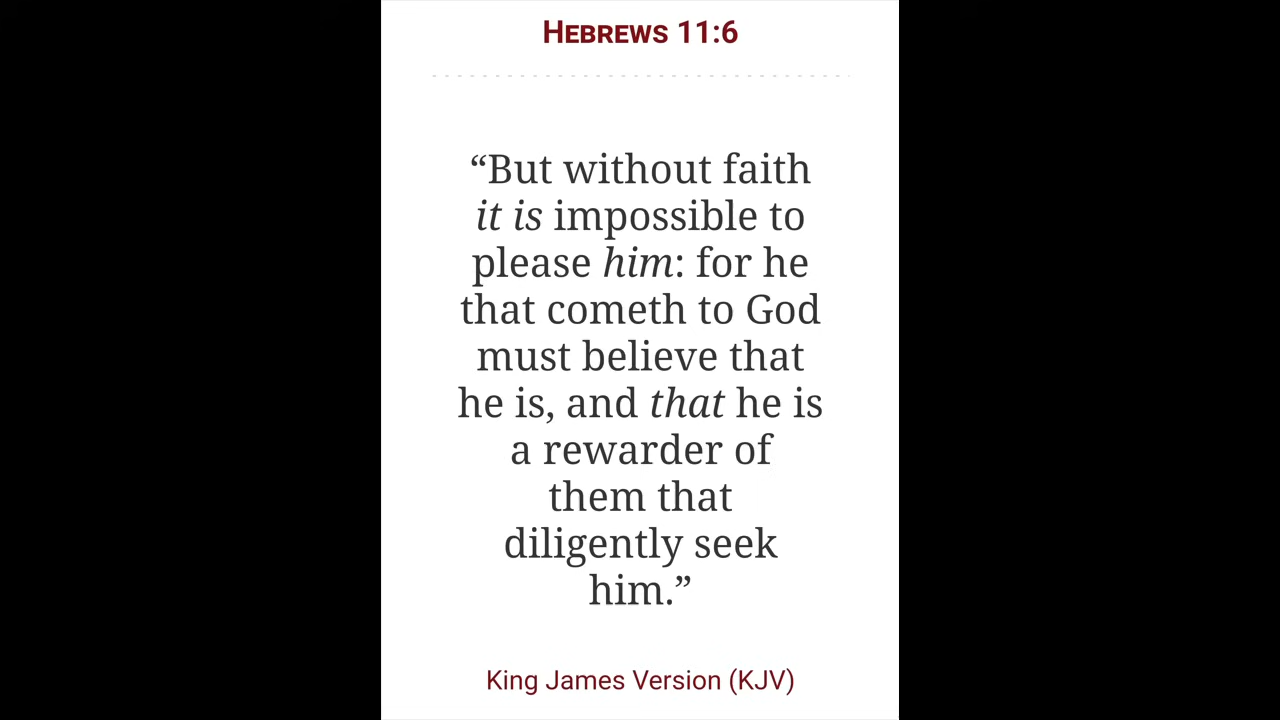 HEBREWS 11:6
“But without faith
it is impossible to
please him: for he
that cometh to God
must believe that
he is, and that he is
a rewarder of
them that
diligently seek
him.”
King James Version (KJV)